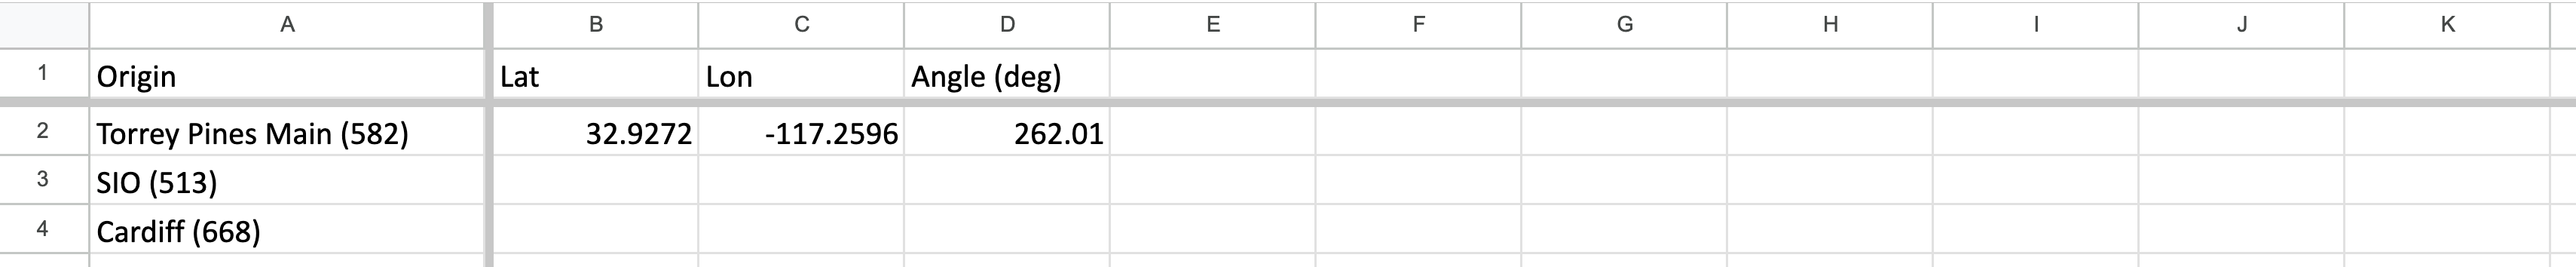 A B C D E F G H I J K
1 Origin Lat Lon Angle (deg)
2 Torrey Pines Main (582) 32.9272 -117.2596 262.01
3 SIO (513)
4 Cardiff (668)